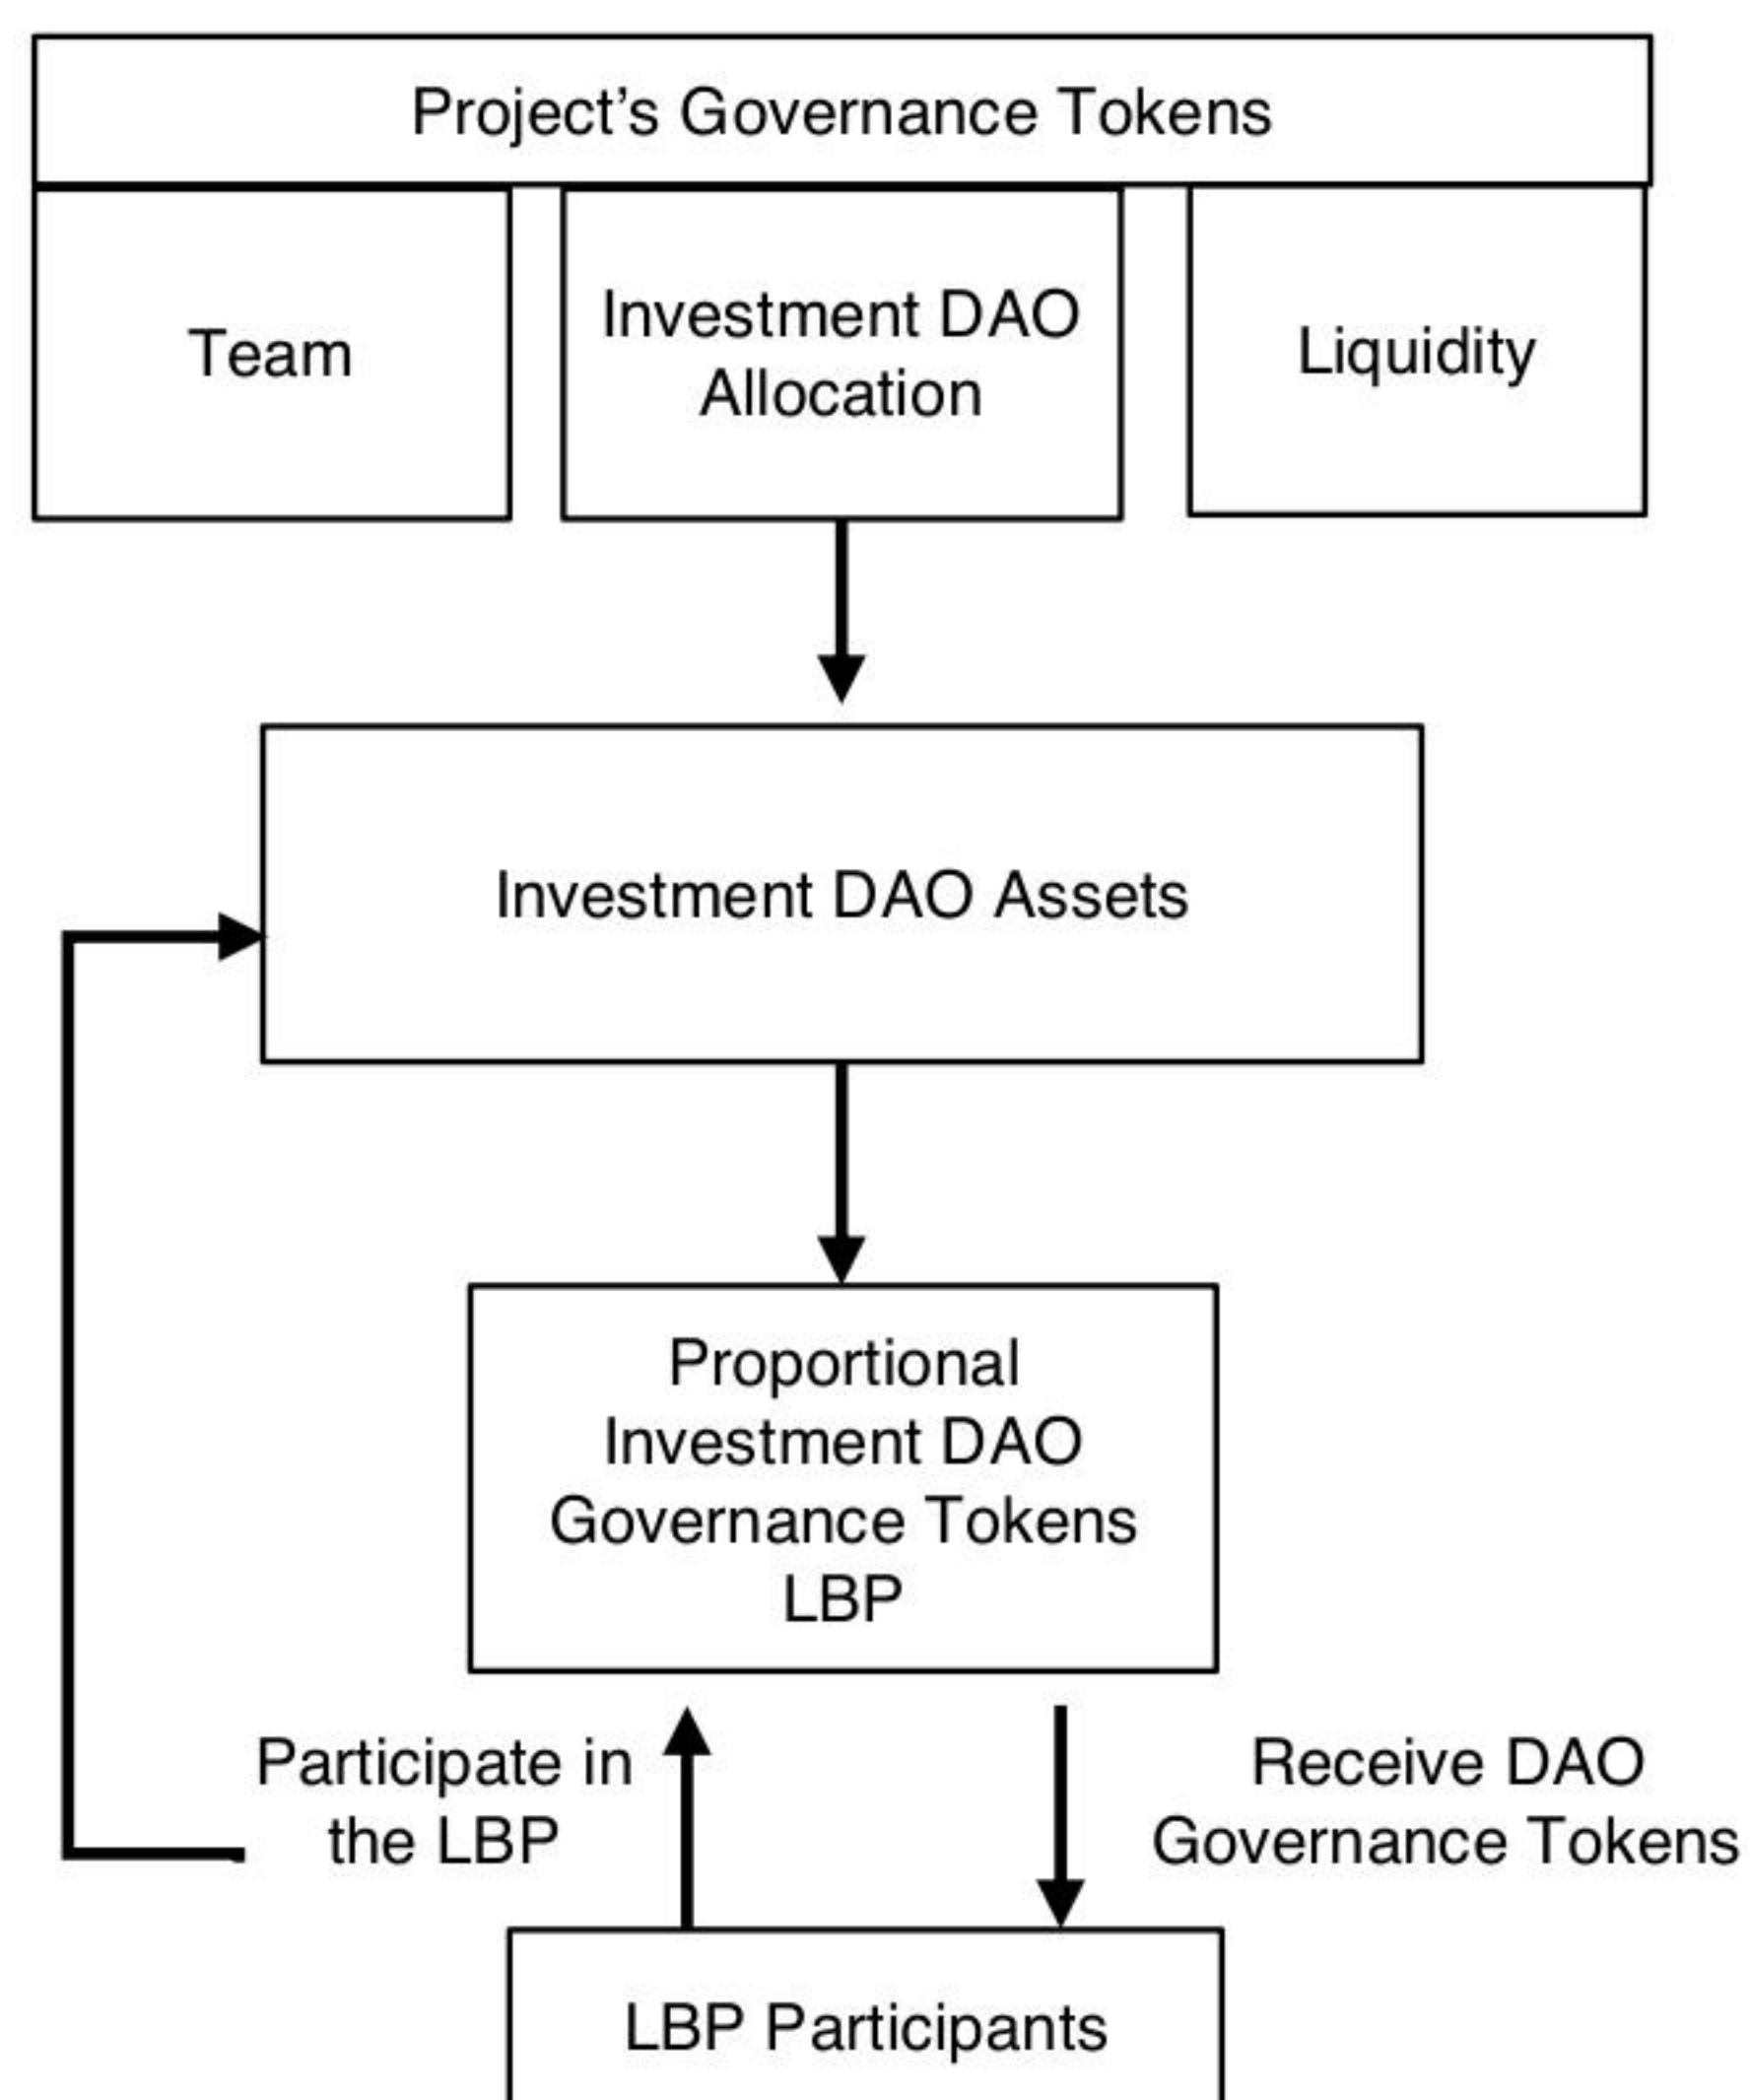 Project’s Governance Tokens
Team
Investment DAO
Allocation
Liquidity
Investment DAO Assets
Proportional
Investment DAO
Governance Tokens
LBP
Participate in
the LBP
Receive DAO
Governance Tokens
LBP Participants